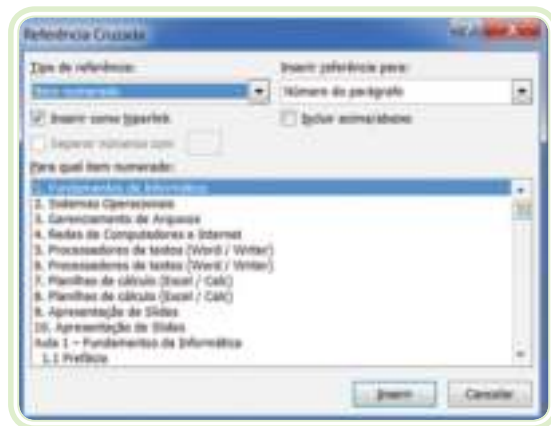 Referência Cruzada
Tipo de referência:
Inserir referência para:
Item numerado
Número do parágrafo
Inserir como hiperlink
Incluir acima/abaixo
Separar números com
Para qual item numerado:
1. Fundamentos de Informática
2. Sistemas Operacionais
3. Gerenciamento de Arquivos
4. Redes de Computadores e Internet
5. Processadores de textos (Word / Writer)
6. Processadores de textos (Word / Writer)
7. Planilhas de cálculo (Excel / Calc)
8. Planilhas de cálculo (Excel / Calc)
9. Apresentação de Slides
10. Apresentação de Slides
Aula 1 – Fundamentos da Informática
1.1 Prefácio
Inserir
Cancelar